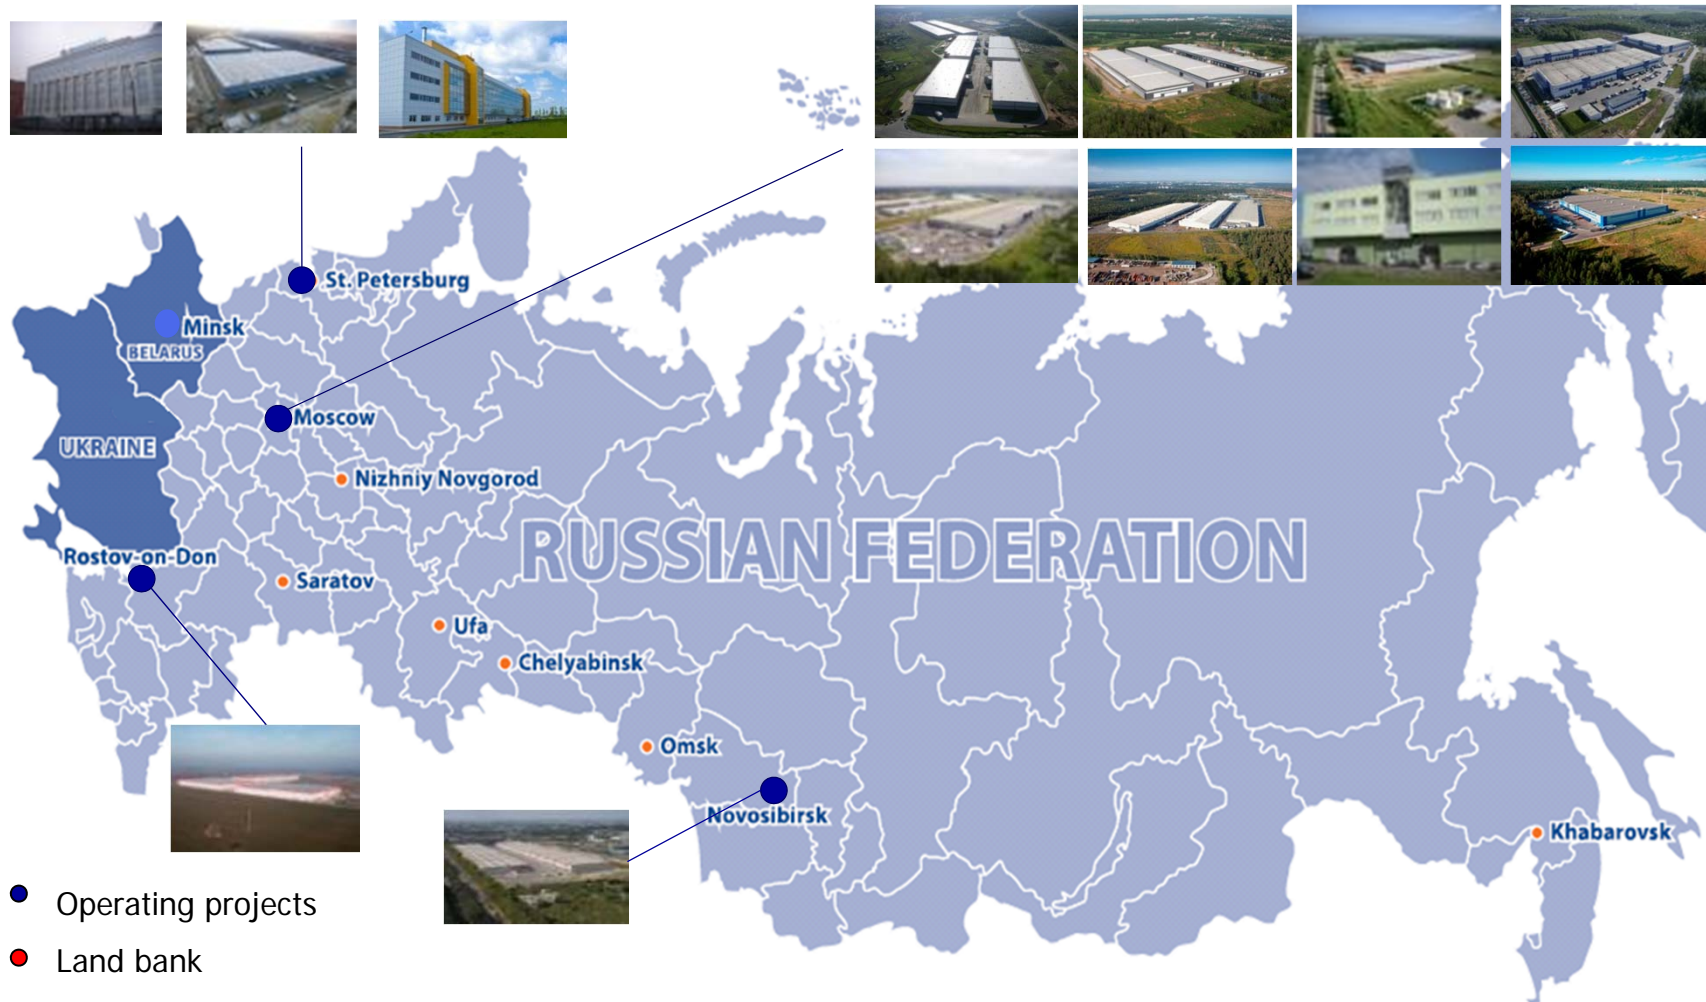 St. Petersburg
Minsk
BELARUS
Moscow
UKRAINE
Nizhniy Novgorod
RUSSIAN FEDERATION
Rostov-on-Don
Saratov
Ufa
Chelyabinsk
Omsk
Novosibirsk
Khabarovsk
Operating projects
Land bank